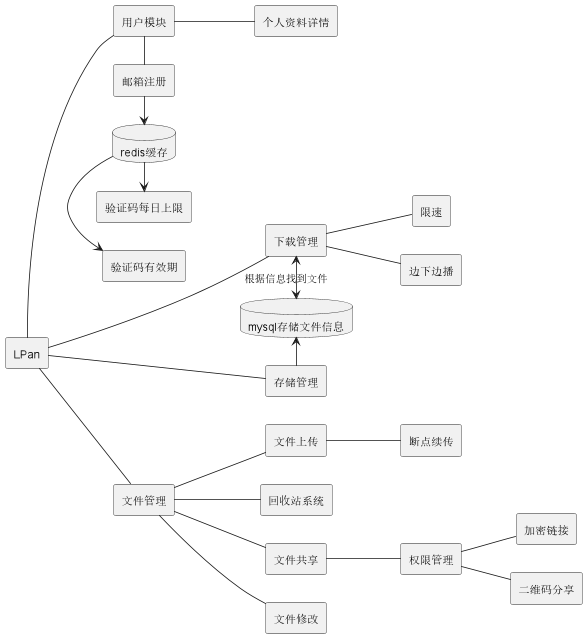 用户模块
个人资料详情
邮箱注册
redis缓存
验证码每日上限
验证码有效期
限速
下载管理
边下边播
根据信息找到文件
mysql存储文件信息
LPan
存储管理
文件上传
断点续传
文件管理
回收站系统
加密链接
文件共享
权限管理
二维码分享
文件修改